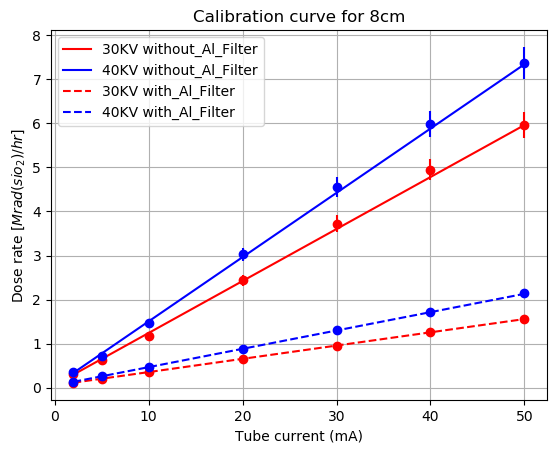 Calibration curve for 8cm
30KV without_Al_Filter
40KV without_Al_Filter
30KV with_Al_Filter
40KV with_Al_Filter
8
7
6
5
4
3
2
1
0
Dose rate [Mrad(sio₂)/hr]
0 10 20 30 40 50
Tube current (mA)